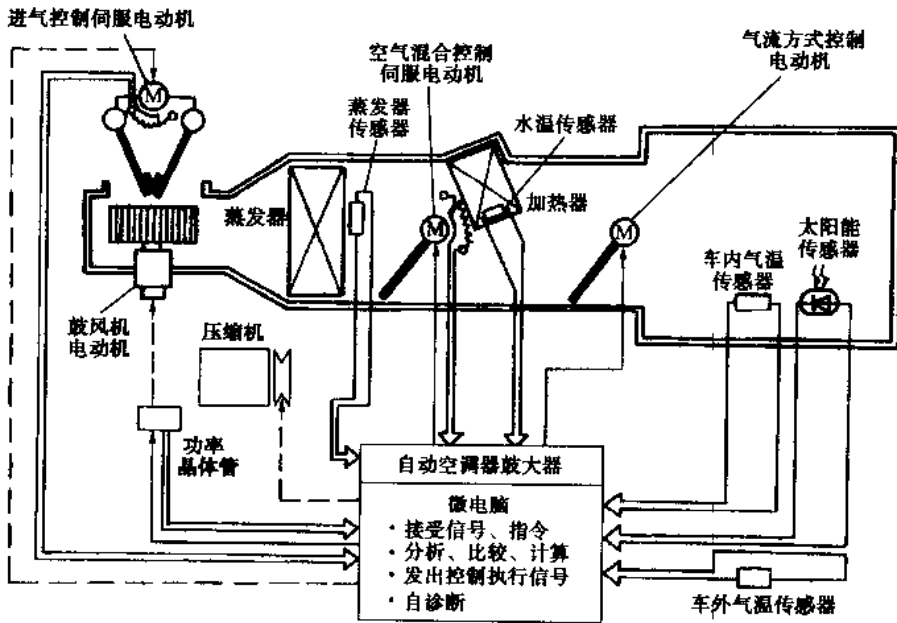 进气控制伺服电动机
M
空气混合控制
伺服电动机
气流方式控制
电动机
蒸发器
传感器
水温传感器
蒸发器
M
加热器
M
太阳能
传感器
车内气温
传感器
鼓风机
电动机
压缩机
功率
晶体管
自动空调器鼓大器
微电脑
·接受信号、指令
·分析、比较、计算
·发出控制执行信号
·自诊断
车外气温传感器